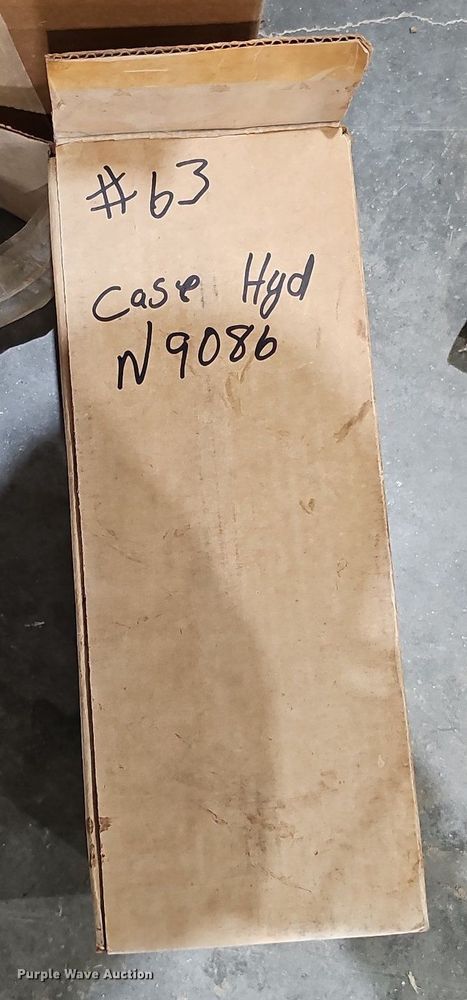 #63
Case Hyd
N9086
Purple Wave Auction